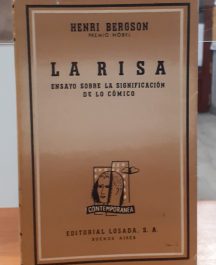 HENRI BERGSON
PREMIO NOBEL
LA RISA
ENSAYO SOBRE LA SIGNIFICACIÓN
DE LO CÓMICO
CONTEMPORANEA
EDITORIAL LOSADA, S.A
BUENOS AIRES